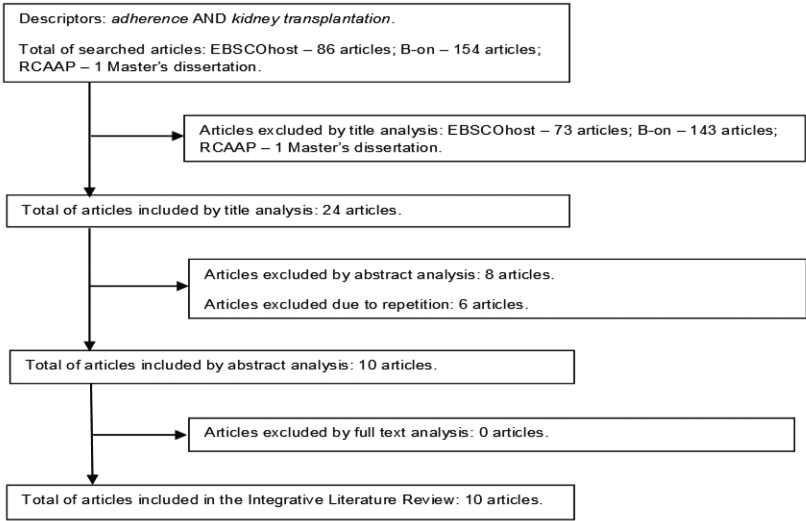 Descriptors: adherence AND kidney transplantation.
Total of searched articles: EBSCOhost – 86 articles; B-on – 154 articles;
RCAAP – 1 Master's dissertation.
Articles excluded by title analysis: EBSCOhost – 73 articles; B-on – 143 articles;
RCAAP – 1 Master's dissertation.
Total of articles included by title analysis: 24 articles.
Articles excluded by abstract analysis: 8 articles.
Articles excluded due to repetition: 6 articles.
Total of articles included by abstract analysis: 10 articles.
Articles excluded by full text analysis: 0 articles.
Total of articles included in the Integrative Literature Review: 10 articles.